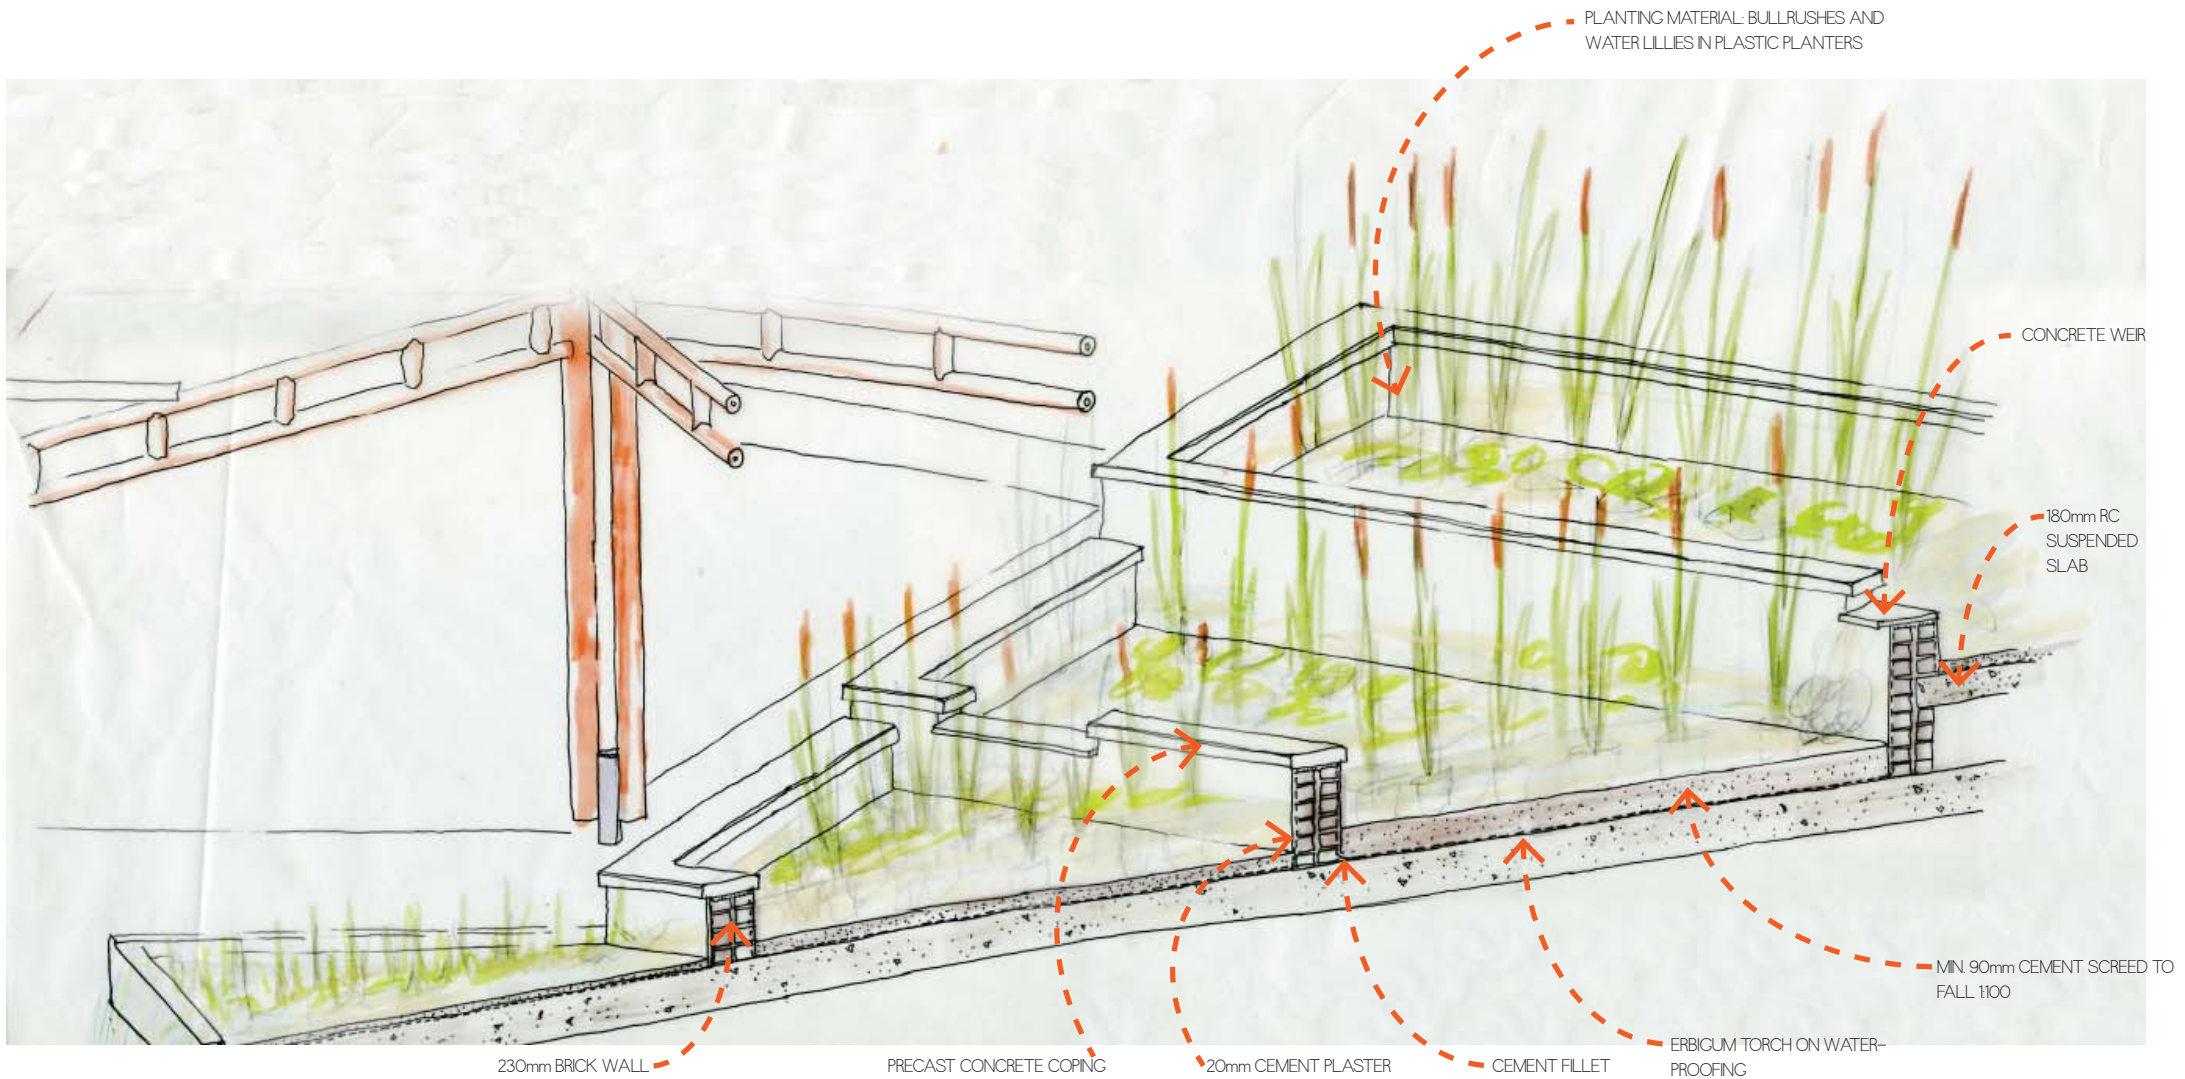 PLANTING MATERIAL: BULLRUSHES AND
WATER LILLIES IN PLASTIC PLANTERS
CONCRETE WEIR
180mm RC
SUSPENDED
SLAB
MIN. 90mm CEMENT SCREED TO
FALL 1:100
ERBIGUM TORCH ON WATER-
PROOFING
CEMENT FILLET
20mm CEMENT PLASTER
PRECAST CONCRETE COPING
230mm BRICK WALL